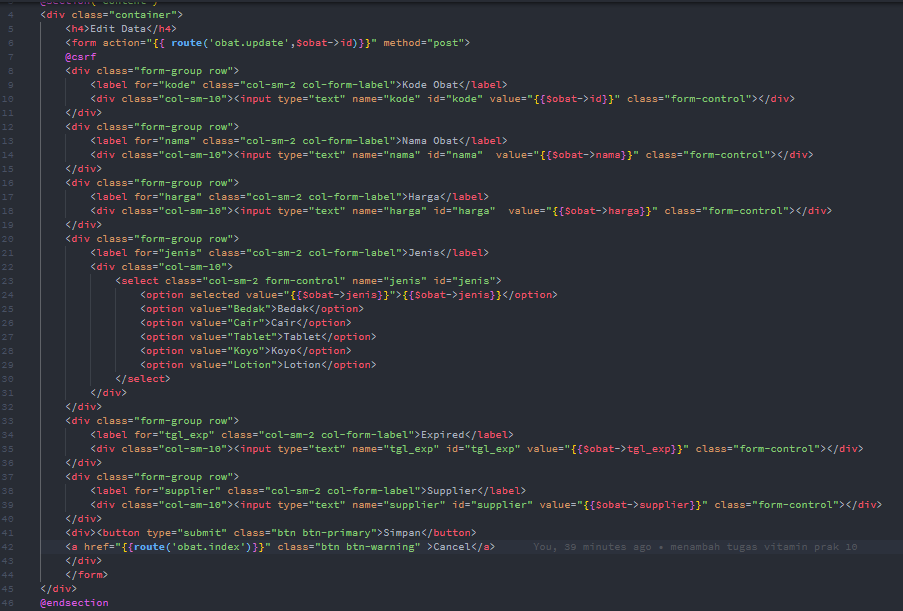 3 @section('content')
4 <div class="container">
5 <h4>Edit Data</h4>
6 <form action="{{ route('obat.update',$obat->id)}}" method="post">
7 @csrf
8 <div class="form-group row">
9 <label for="kode" class="col-sm-2 col-form-label">Kode Obat</label>
10 <div class="col-sm-10"><input type="text" name="kode" id="kode" value="{{$obat->id}}" class="form-control"></div>
11 </div>
12 <div class="form-group row">
13 <label for="nama" class="col-sm-2 col-form-label">Nama Obat</label>
14 <div class="col-sm-10"><input type="text" name="nama" id="nama"  value="{{$obat->nama}}" class="form-control"></div>
15 </div>
16 <div class="form-group row">
17 <label for="harga" class="col-sm-2 col-form-label">Harga</label>
18 <div class="col-sm-10"><input type="text" name="harga" id="harga"  value="{{$obat->harga}}" class="form-control"></div>
19 </div>
20 <div class="form-group row">
21 <label for="jenis" class="col-sm-2 col-form-label">Jenis</label>
22 <div class="col-sm-10">
23 <select class="col-sm-2 form-control" name="jenis" id="jenis">
24 <option selected value="{{$obat->jenis}}">{{$obat->jenis}}</option>
25 <option value="Bedak">Bedak</option>
26 <option value="Cair">Cair</option>
27 <option value="Tablet">Tablet</option>
28 <option value="Koyo">Koyo</option>
29 <option value="Lotion">Lotion</option>
30 </select>
31 </div>
32 </div>
33 <div class="form-group row">
34 <label for="tgl_exp" class="col-sm-2 col-form-label">Expired</label>
35 <div class="col-sm-10"><input type="text" name="tgl_exp" id="tgl_exp" value="{{$obat->tgl_exp}}" class="form-control"></div>
36 </div>
37 <div class="form-group row">
38 <label for="supplier" class="col-sm-2 col-form-label">Supplier</label>
39 <div class="col-sm-10"><input type="text" name="supplier" id="supplier" value="{{$obat->supplier}}" class="form-control"></div>
40 </div>
41 <div><button type="submit" class="btn btn-primary">Simpan</button>
42 <a href="{{route('obat.index')}}" class="btn btn-warning" >Cancel</a> You, 39 minutes ago • menambah tugas vitamin prak 10
43 </div>
44 </form>
45 </div>
46 @endsection